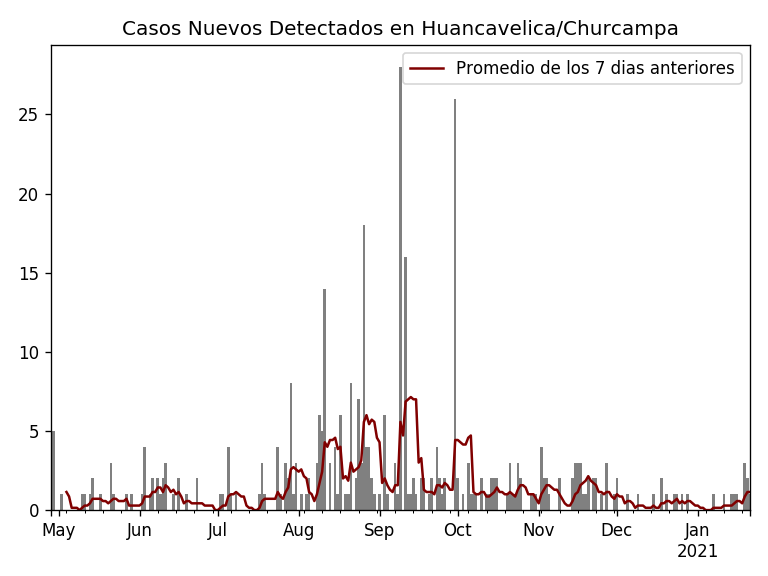 Casos Nuevos Detectados en Huancavelica/Churcampa
Promedio de los 7 dias anteriores
25
20
15
10
5
0
May Jun Jul Aug Sep Oct Nov Dec Jan
2021